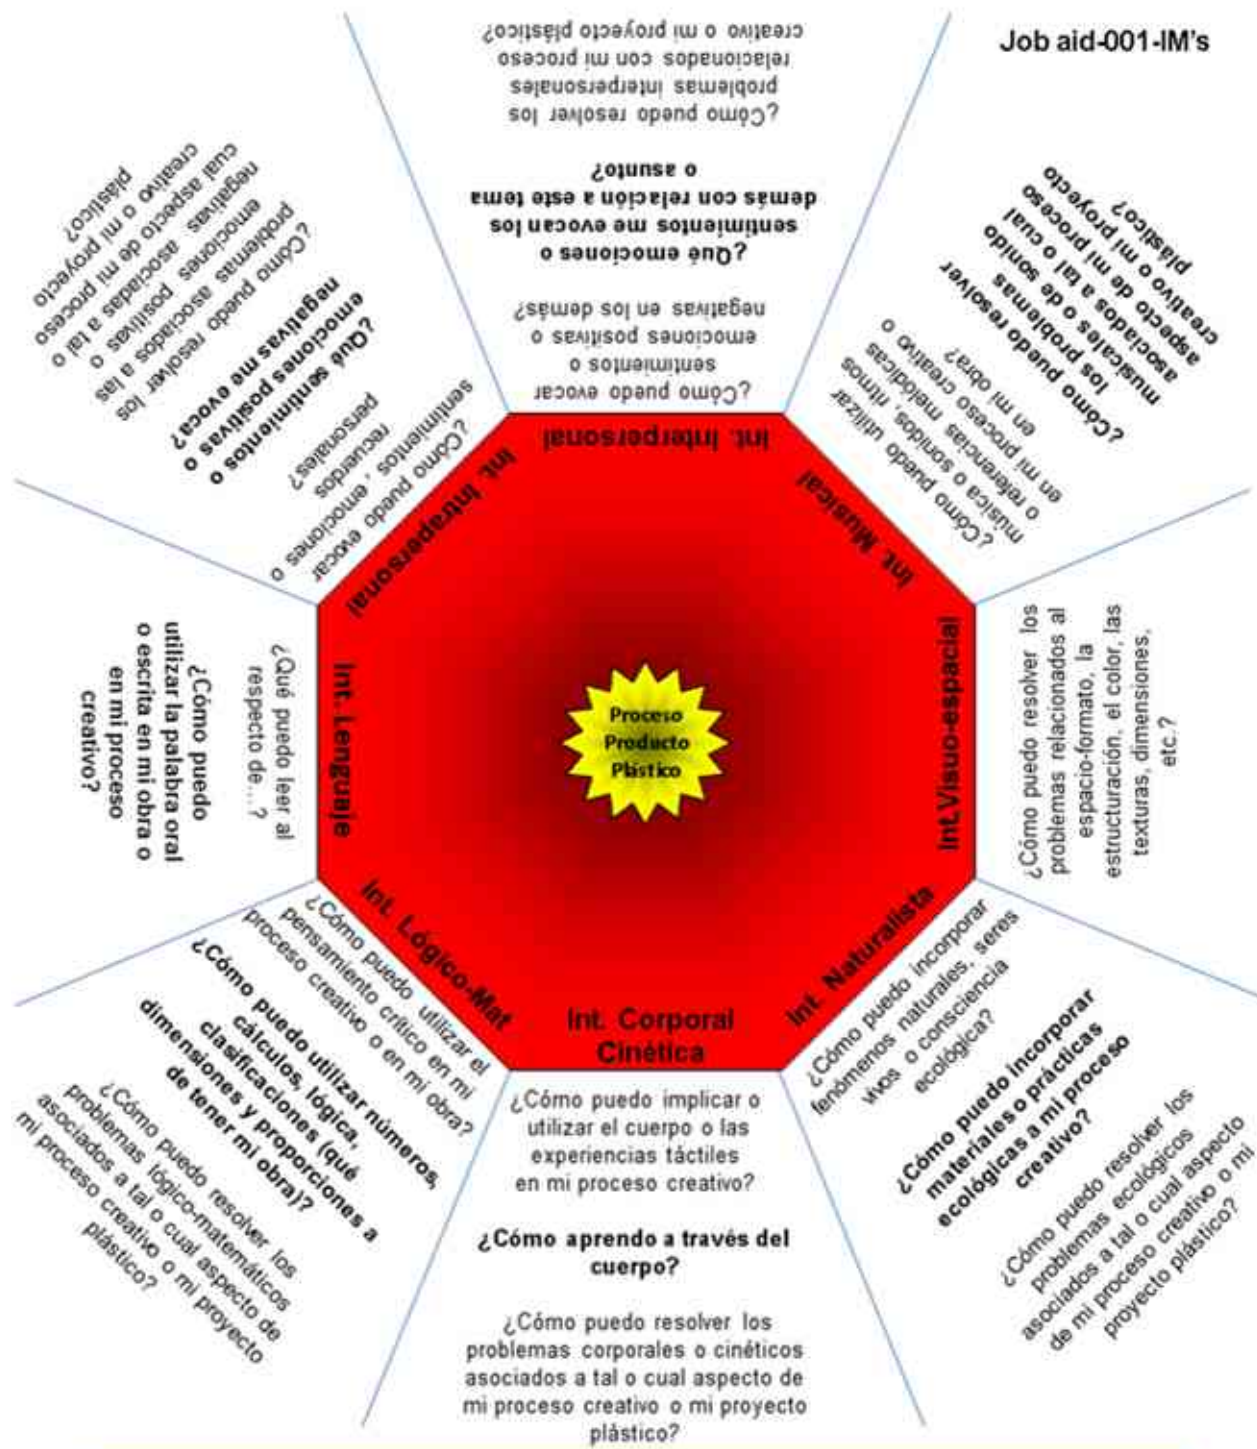 Job aid-001-IM's
Proceso
Producto
Plástico
Int. Interpersonal
¿Cómo puedo evocar
sentimientos o
emociones positivas o
negativas en los demás?
¿Qué emociones o
sentimientos me evocan los
demás con relación a este tema
o asunto?
¿Cómo puedo resolver los
problemas interpersonales
relacionados con mi proceso
creativo o mi proyecto plástico?
Int. Musical
¿Cómo puedo utilizar
música o sonidos, ritmos
o referencias melódicas
en mi proceso creativo o
en mi obra?
¿Cómo puedo resolver
los problemas
musicales o de sonido
asociados a tal o cual
aspecto de mi proceso
creativo o mi proyecto
plástico?
Int.Visuo-espacial
¿Cómo puedo resolver los
problemas relacionados al
espacio-formato, la
estructuración, el color, las
texturas, dimensiones,
etc.?
Int. Naturalista
¿Cómo puedo incorporar
fenómenos naturales, seres
vivos o consciencia
ecológica?
¿Cómo puedo incorporar
materiales o prácticas
ecológicas a mi proceso
creativo?
¿Cómo puedo resolver los
problemas ecológicos
asociados a tal o cual aspecto
de mi proceso creativo o mi
proyecto plástico?
Int. Corporal
Cinética
¿Cómo puedo implicar o
utilizar el cuerpo o las
experiencias táctiles
en mi proceso creativo?
¿Cómo aprendo a través del
cuerpo?
¿Cómo puedo resolver los
problemas corporales o cinéticos
asociados a tal o cual aspecto de
mi proceso creativo o mi proyecto
plástico?
Int. Lógico-Mat
¿Cómo puedo utilizar el
pensamiento crítico en mi
proceso creativo o en mi obra?
¿Cómo puedo utilizar números,
cálculos, lógica,
clasificaciones (qué
dimensiones y proporciones a
de tener mi obra)?
¿Cómo puedo resolver los
problemas lógico-matemáticos
asociados a tal o cual aspecto de
mi proceso creativo o mi proyecto
plástico?
Int. Lenguaje
¿Qué puedo leer al
respecto de...?
¿Cómo puedo
utilizar la palabra oral
o escrita en mi obra o
en mi proceso
creativo?
Int. Intrapersonal
¿Cómo puedo evocar
sentimientos, emociones o
recuerdos
personales?
¿Qué sentimientos o
emociones positivas o
negativas me evoca?
¿Cómo puedo resolver los
problemas asociados a las
emociones positivas o
negativas asociadas a tal o
cual aspecto de mi proceso
creativo o mi proyecto
plástico?